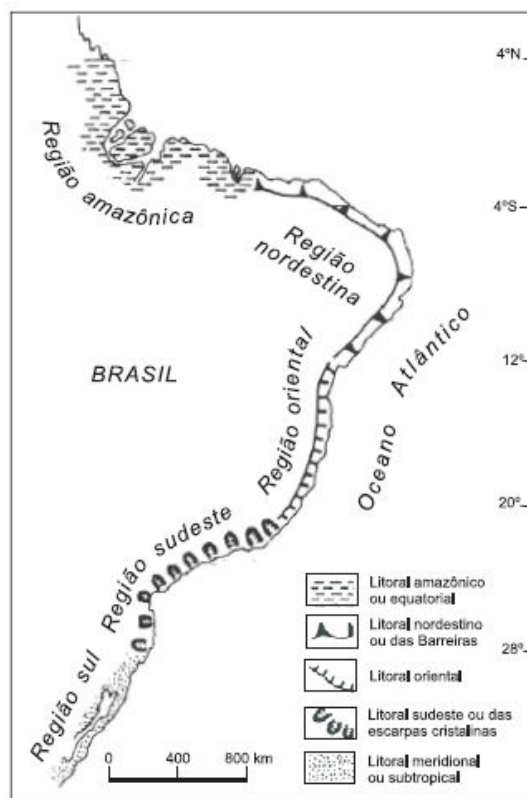 4ºN
4ºS
12º
20º
28º
Região amazônica
Região
nordestina
Região oriental
Região sudeste
Região sul
BRASIL
Oceano Atlântico
Litoral amazônico
ou equatorial
Litoral nordestino
ou das Barreiras
Litoral oriental
Litoral sudeste ou das
escarpas cristalinas
Litoral meridional
ou subtropical
0 400 800 km